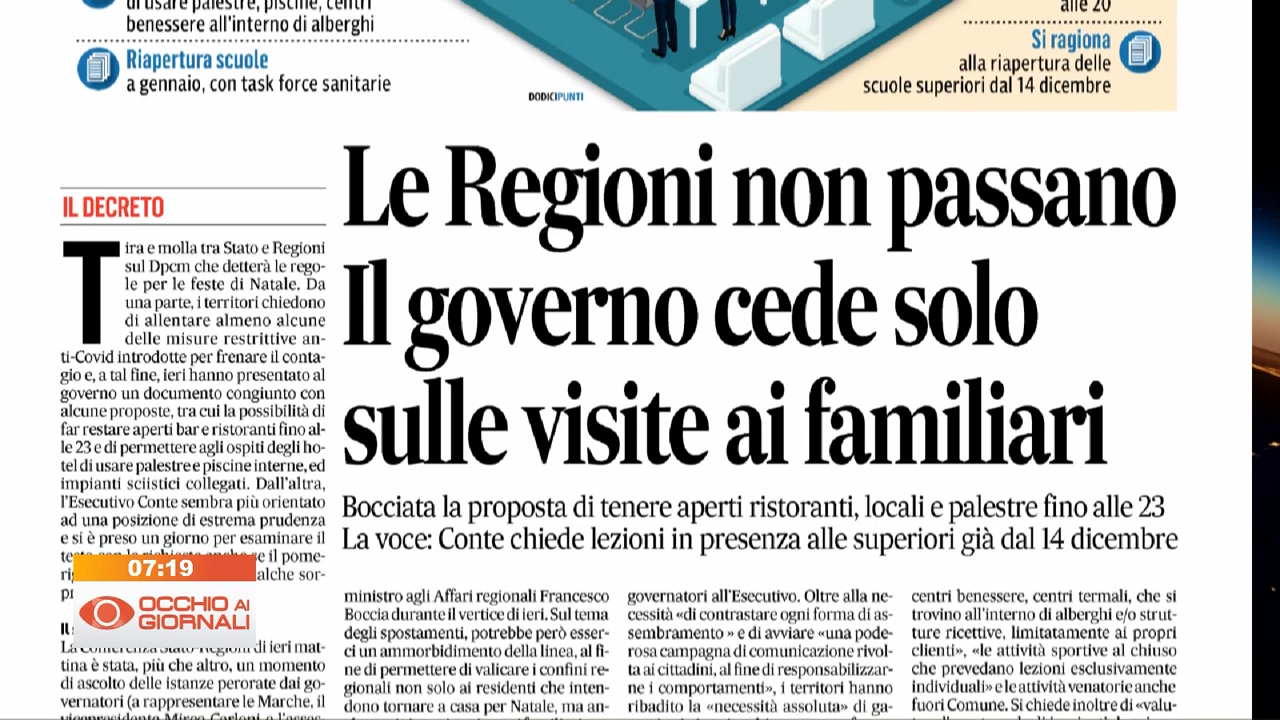 di usare palestre, piscine, centri
benessere all'interno di alberghi
Riapertura scuole
a gennaio, con task force sanitarie
DODICIPUNTI
alle 20
Si ragiona
alla riapertura delle
scuole superiori dal 14 dicembre
IL DECRETO
Le Regioni non passano
Il governo cede solo
sulle visite ai familiari
Bocciata la proposta di tenere aperti ristoranti, locali e palestre fino alle 23
La voce: Conte chiede lezioni in presenza alle superiori già dal 14 dicembre
Tira e molla tra Stato e Regioni
sul Dpcm che detterà le rego-
le per le feste di Natale. Da
una parte, i territori chiedono
di allentare almeno alcune
delle misure restrittive an-
ti-Covid introdotte per frenare il conta-
gio e, a tal fine, ieri hanno presentato al
governo un documento congiunto con
alcune proposte, tra cui la possibilità di
far restare aperti bar e ristoranti fino al-
le 23 e di permettere agli ospiti degli ho-
tel di usare palestre e piscine interne, ed
impianti sciistici collegati. Dall'altra,
l'Esecutivo Conte sembra più orientato
ad una posizione di estrema prudenza
e si è preso un giorno per esaminare il
se il pome-
alche sor-
07:19
OCCHIO AI
GIORNALI
La Conferenza Stato-Regioni di ieri mat-
tina è stata, più che altro, un momento
di ascolto delle istanze perorate dai go-
vernatori (a rappresentare le Marche, il
vicepresidente Mirco Carloni e l'asses-
ministro agli Affari regionali Francesco
Boccia durante il vertice di ieri. Sul tema
degli spostamenti, potrebbe però esser-
ci un ammorbidimento della linea, al fi-
ne di permettere di valicare i confini re-
gionali non solo ai residenti che inten-
dono tornare a casa per Natale, ma an-
governatori all'Esecutivo. Oltre alla ne-
cessità «di contrastare ogni forma di as-
sembramento » e di avviare «una pode-
rosa campagna di comunicazione rivol-
ta ai cittadini, al fine di responsabilizzar-
ne i comportamenti», i territori hanno
ribadito la «necessità assoluta» di ga-
centri benessere, centri termali, che si
trovino all'interno di alberghi e/o strut-
ture ricettive, limitatamente ai propri
clienti», «le attività sportive al chiuso
che prevedano lezioni esclusivamente
individuali» e le attività venatorie anche
fuori Comune. Si chiede inoltre di «valu-